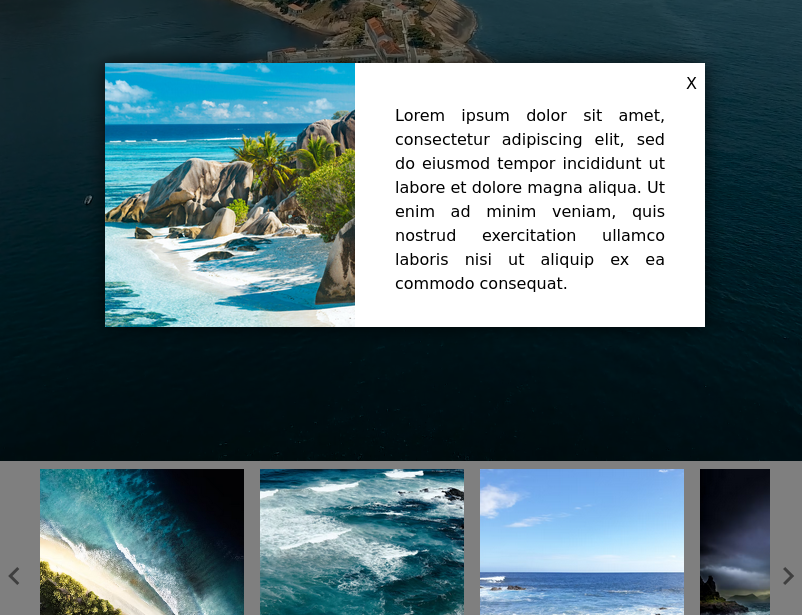 X
Lorem ipsum dolor sit amet,
consectetur adipiscing elit, sed
do eiusmod tempor incididunt ut
labore et dolore magna aliqua. Ut
enim ad minim veniam, quis
nostrud exercitation ullamco
laboris nisi ut aliquip ex ea
commodo consequat.